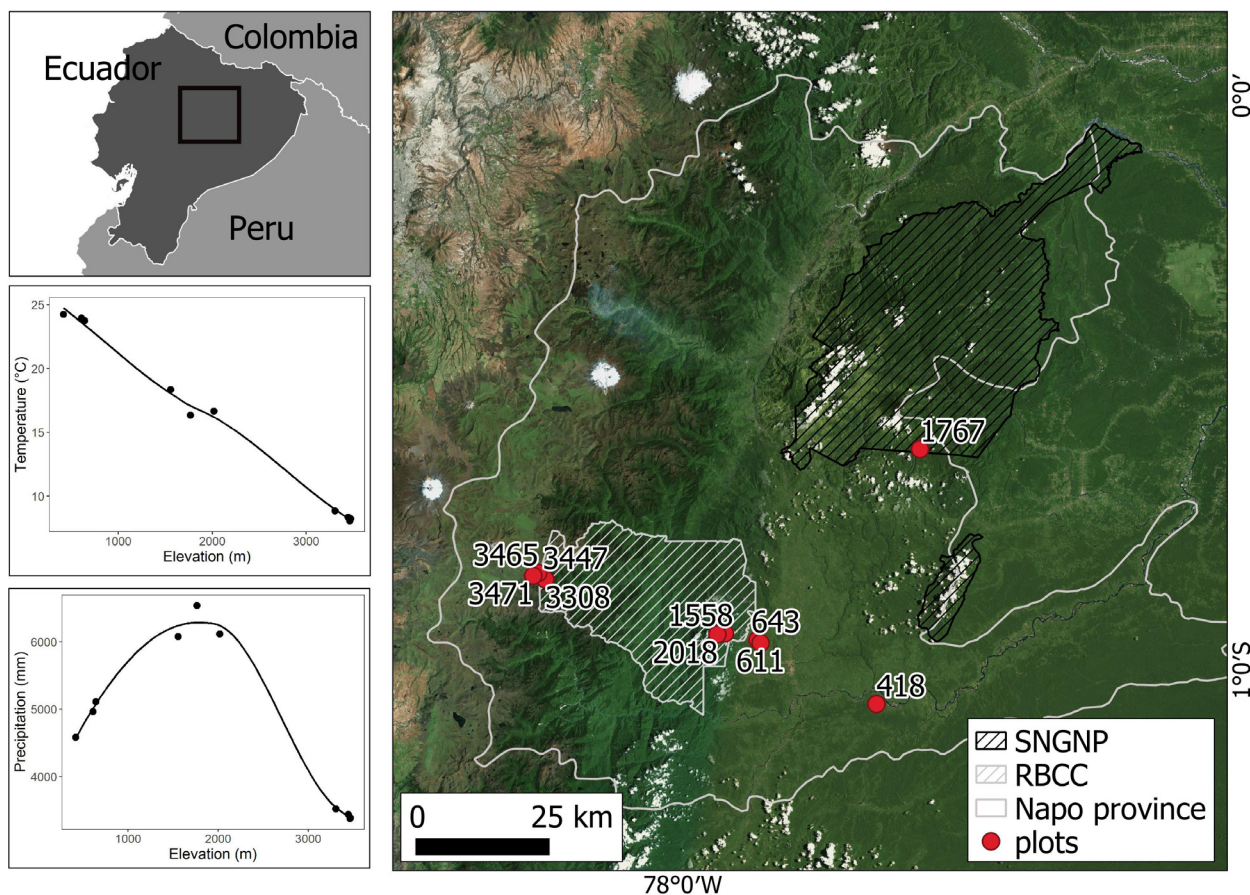 Colombia
Ecuador
Peru
25
20
15
10
Temperature (°C)
1000
2000
3000
Elevation (m)
6000
5000
4000
Precipitation (mm)
1000
2000
3000
Elevation (m)
1767
3465
3447
3471
3308
1558
643
2018
611
418
0
25 km
SNGNP
RBCC
Napo province
plots
0°0'
1°0'S
78°0'W